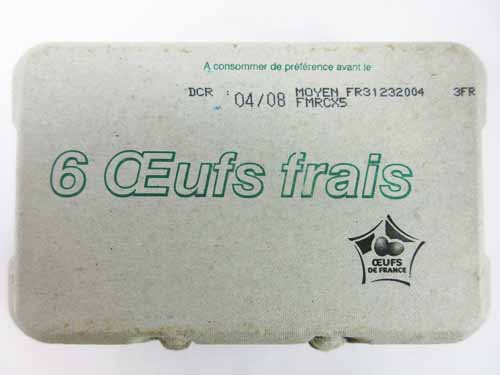 A consommer de préférence avant le
DCR : 04/08 MOYEN FR31232004 3FR
FMRCX5
6 Œufs frais
ŒUFS
DE FRANCE